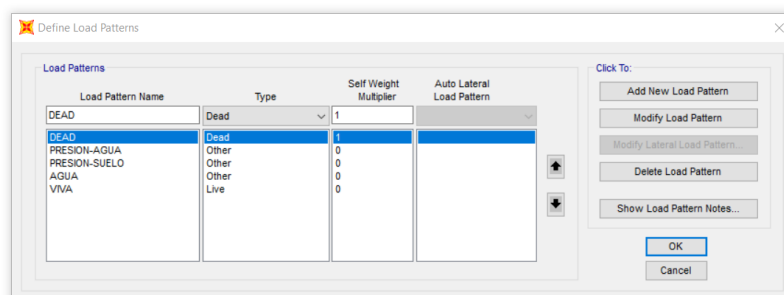 Define Load Patterns
Load Patterns
Load Pattern Name Type Self Weight Multiplier Auto Lateral Load Pattern
DEAD Dead 1
DEAD Dead 1
PRESION-AGUA Other 0
PRESION-SUELO Other 0
AGUA Other 0
VIVA Live 0
Click To:
Add New Load Pattern
Modify Load Pattern
Modify Lateral Load Pattern...
Delete Load Pattern
Show Load Pattern Notes...
OK
Cancel